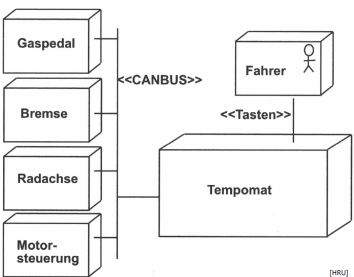 Gaspedal
<<CANBUS>>
Fahrer
Bremse
<<Tasten>>
Radachse
Tempomat
Motor-
steuerung
[HRU]